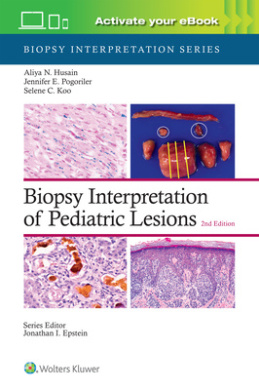 Activate your eBook
BIOPSY INTERPRETATION SERIES
Aliya N. Husain
Jennifer E. Pogoriler
Selene C. Koo
Biopsy Interpretation
of Pediatric Lesions 2nd Edition
Series Editor
Jonathan I. Epstein
Wolters Kluwer